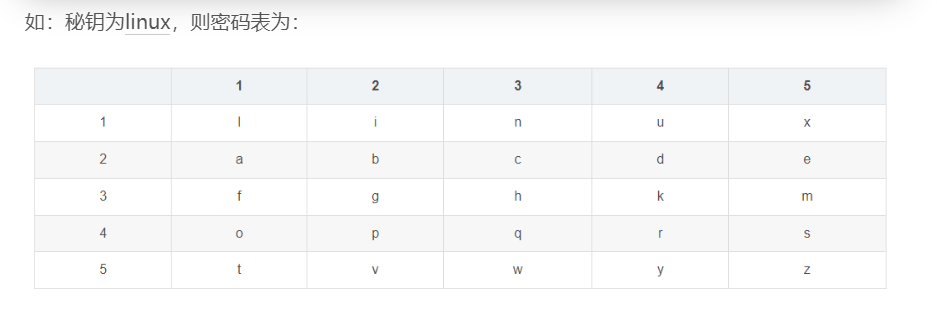 如：秘钥为linux，则密码表为：
1 2 3 4 5
1 l i n u x
2 a b c d e
3 f g h k m
4 o p q r s
5 t v w y z